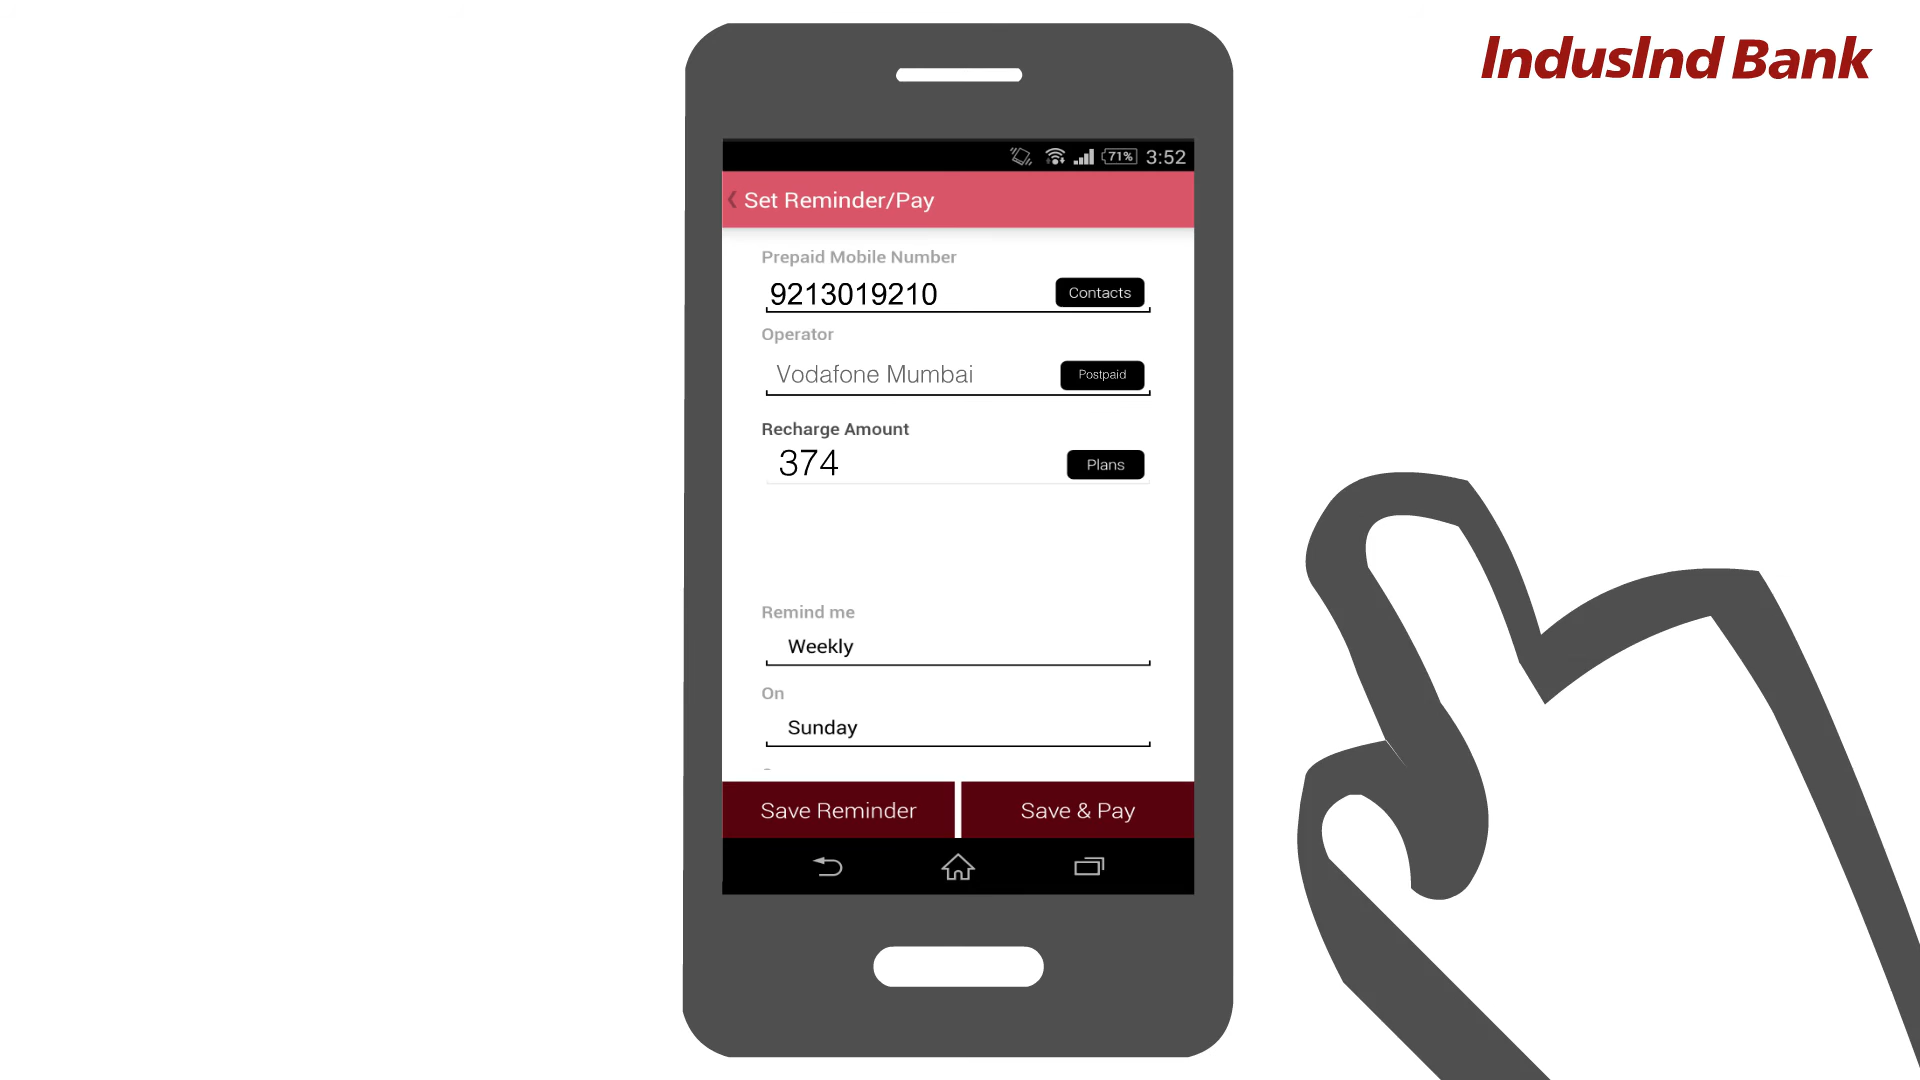 IndusInd Bank
71% 3:52
Set Reminder/Pay
Prepaid Mobile Number
9213019210 Contacts
Operator
Vodafone Mumbai Postpaid
Recharge Amount
374 Plans
Remind me
Weekly
On
Sunday
Save Reminder Save & Pay